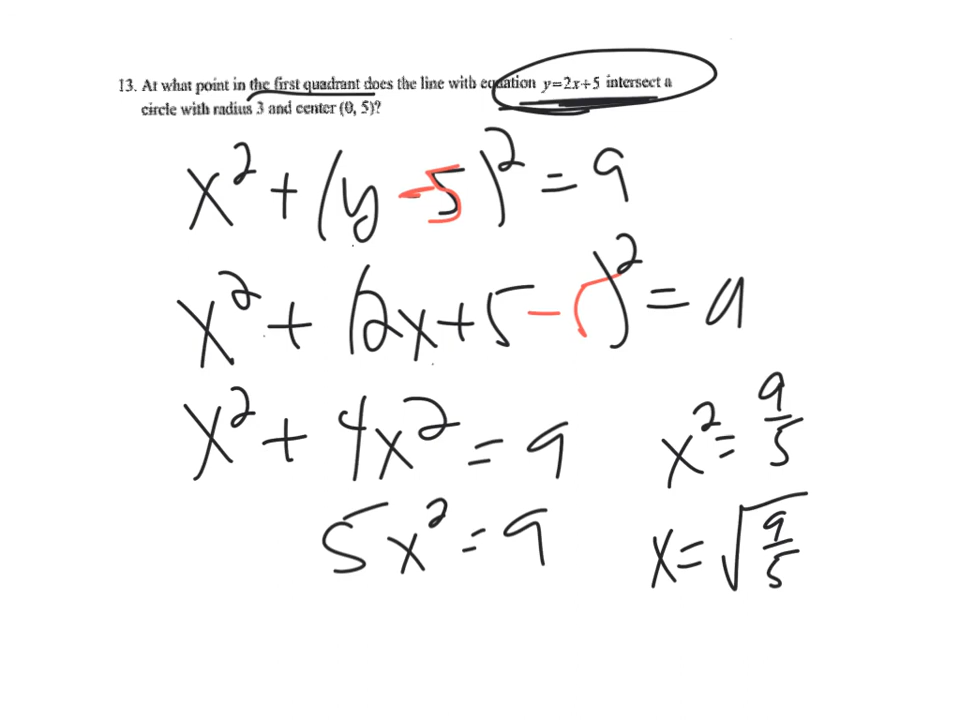 13. At what point in the first quadrant does the line with equation y=2x+5 intersect a
circle with radius 3 and center (0, 5)?
x² + (y - 5)² = 9
x² + (2x + 5 - 5)² = 9
x² + 4x² = 9
x² = 9/5
5x² = 9
x = √(9/5)